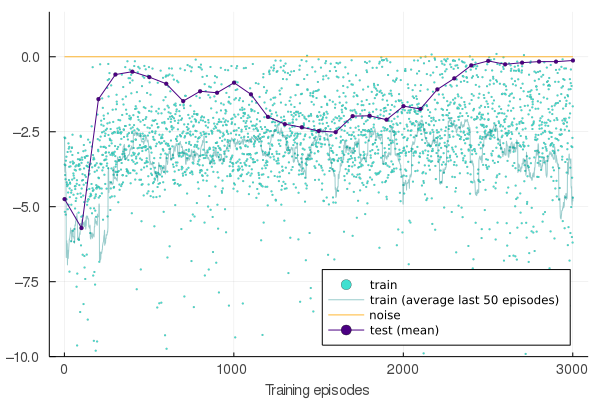 0.0
−2.5
−5.0
−7.5
−10.0
0
1000
2000
3000
Training episodes
train
train (average last 50 episodes)
noise
test (mean)